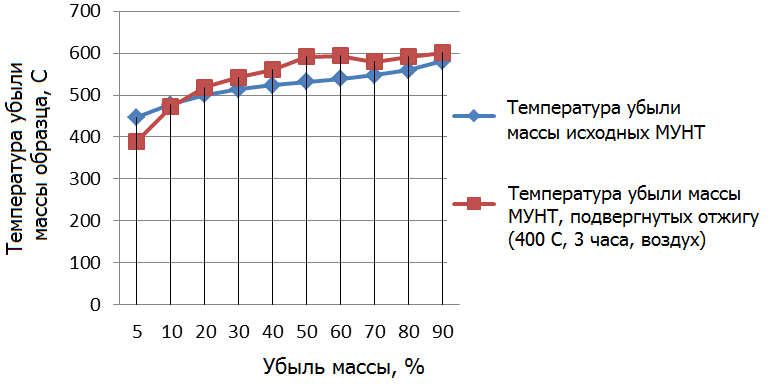 Температура убыли
массы образца, С
700
600
500
400
300
200
100
0
5 10 20 30 40 50 60 70 80 90
Убыль массы, %
Температура убыли
массы исходных МУНТ
Температура убыли массы
МУНТ, подвергнутых отжигу
(400 С, 3 часа, воздух)